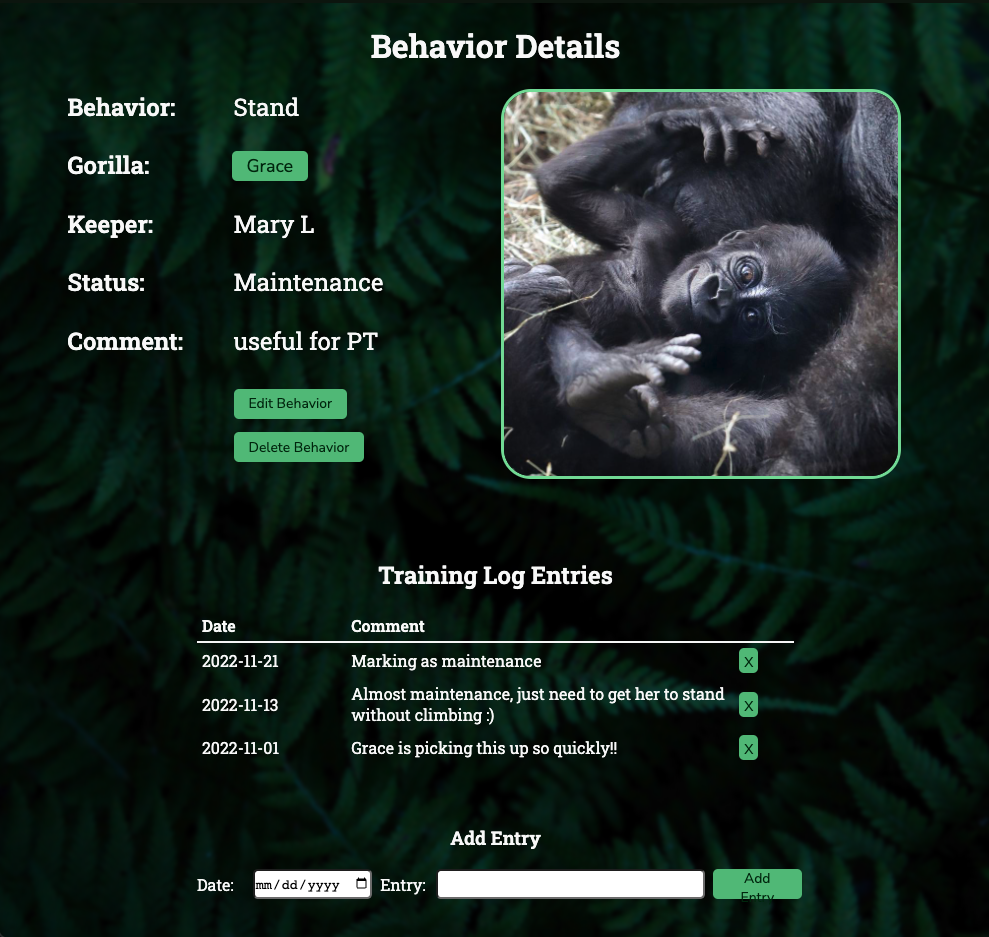 Behavior Details
Behavior: Stand
Gorilla: Grace
Keeper: Mary L
Status: Maintenance
Comment: useful for PT
Edit Behavior
Delete Behavior
Training Log Entries
Date Comment
2022-11-21 Marking as maintenance X
2022-11-13 Almost maintenance, just need to get her to stand
without climbing :) X
2022-11-01 Grace is picking this up so quickly!! X
Add Entry
Date: mm/dd/yyyy Entry: Add
Entry